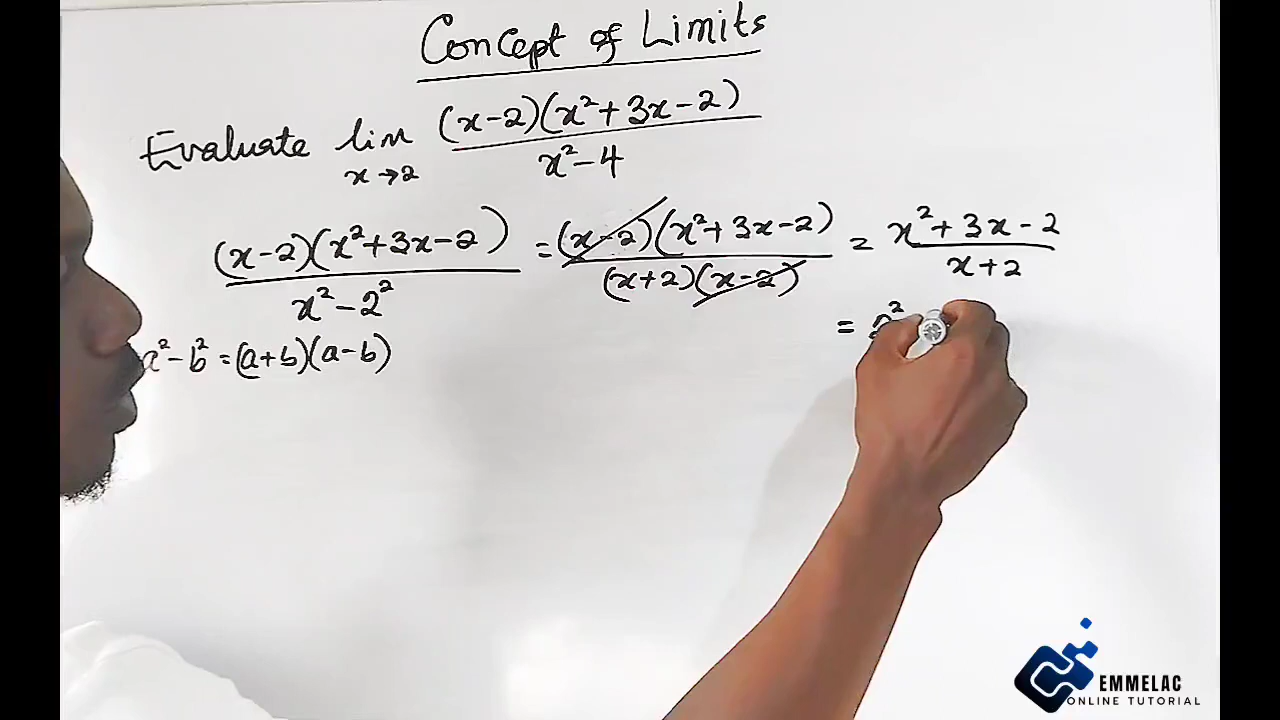 Concept of Limits
Evaluate lim x→2 (x-2)(x²+3x-2) / x²-4
(x-2)(x²+3x-2) / x²-2² = (x-2)(x²+3x-2) / (x+2)(x-2) = x²+3x-2 / x+2
= 2²
a²-b²=(a+b)(a-b)
EMMELAC
ONLINE TUTORIAL